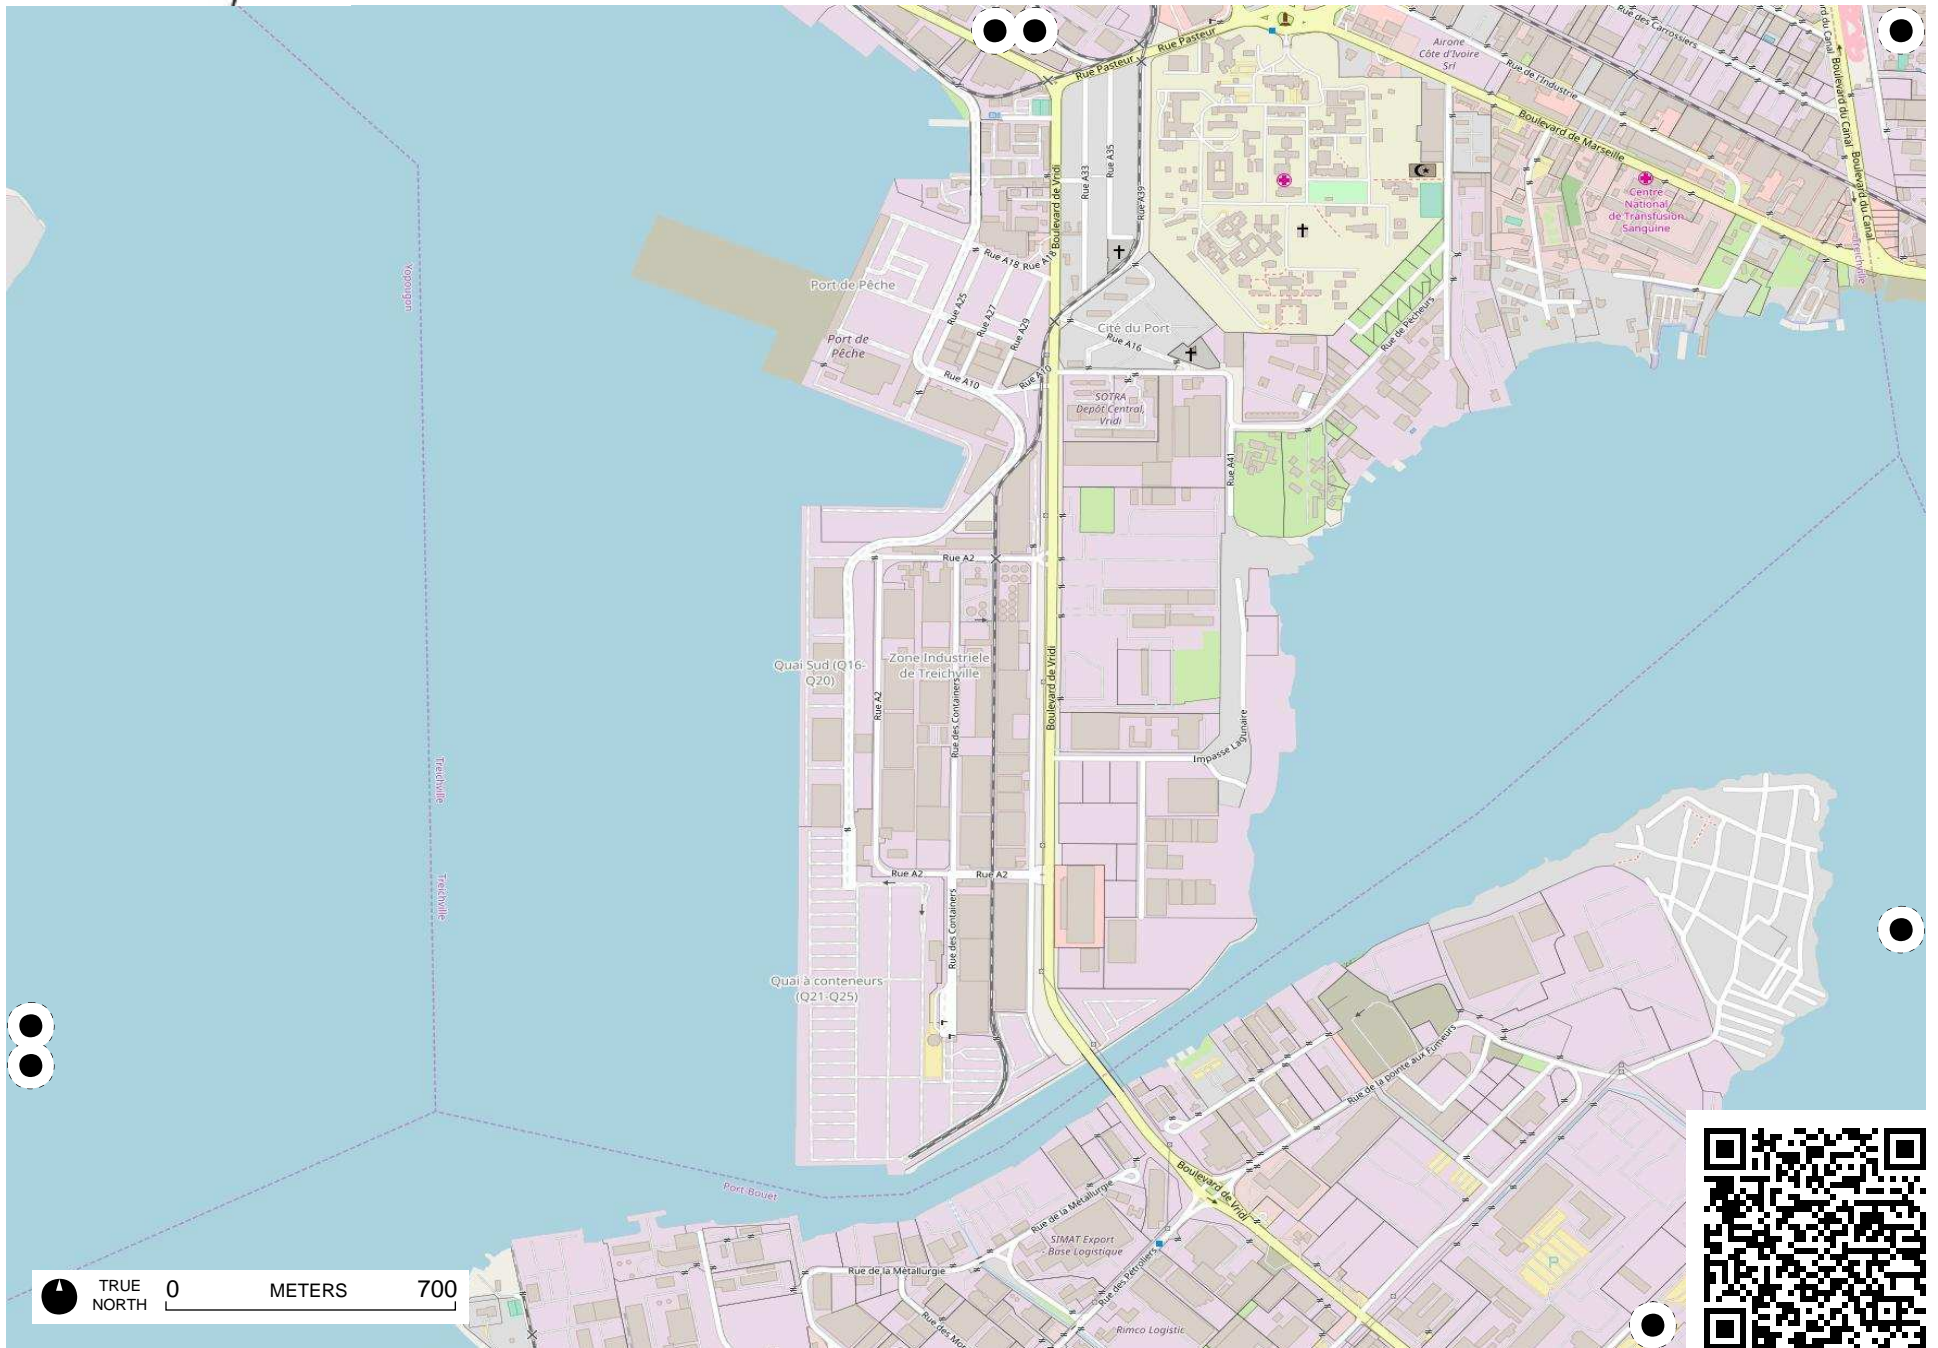 Rue Pasteur
Rue Pasteur
Rue des Carrossiers
Airone
Côte d'Ivoire
Srl
Rue de l'Industrie
Boulevard de Marseille
Boulevard du Canal
Boulevard du Canal
Boulevard du Canal
Centre
National
de Transfusion
Sanguine
Treichville
Rue A33
Rue A35
Rue A39
Boulevard de Vridi
Yopougon
Rue A18
Rue A18
Port de Pêche
Port de
Pêche
Rue A25
Rue A27
Rue A29
Cité du Port
Rue A16
Rue de Pecheurs
Rue A10
Rue A10
SOTRA
Depôt Central,
Vridi
Rue A41
Rue A2
Quai Sud (Q16-
Q20)
Zone Industriele
de Treichville
Rue A2
Rue des Containers
Boulevard de Vridi
Impasse Lagunaire
Treichville
Treichville
Rue A2
Rue A2
Rue des Containers
Quai à conteneurs
(Q21-Q25)
Rue de la pointe aux Fumeurs
Port-Bouët
Boulevard de Vridi
Rue de la Métallurgie
SIMAT Export
- Base Logistique
Rue des Pétroliers
Rue de la Métallurgie
P
Rimco Logistic
TRUE
NORTH
0 METERS 700